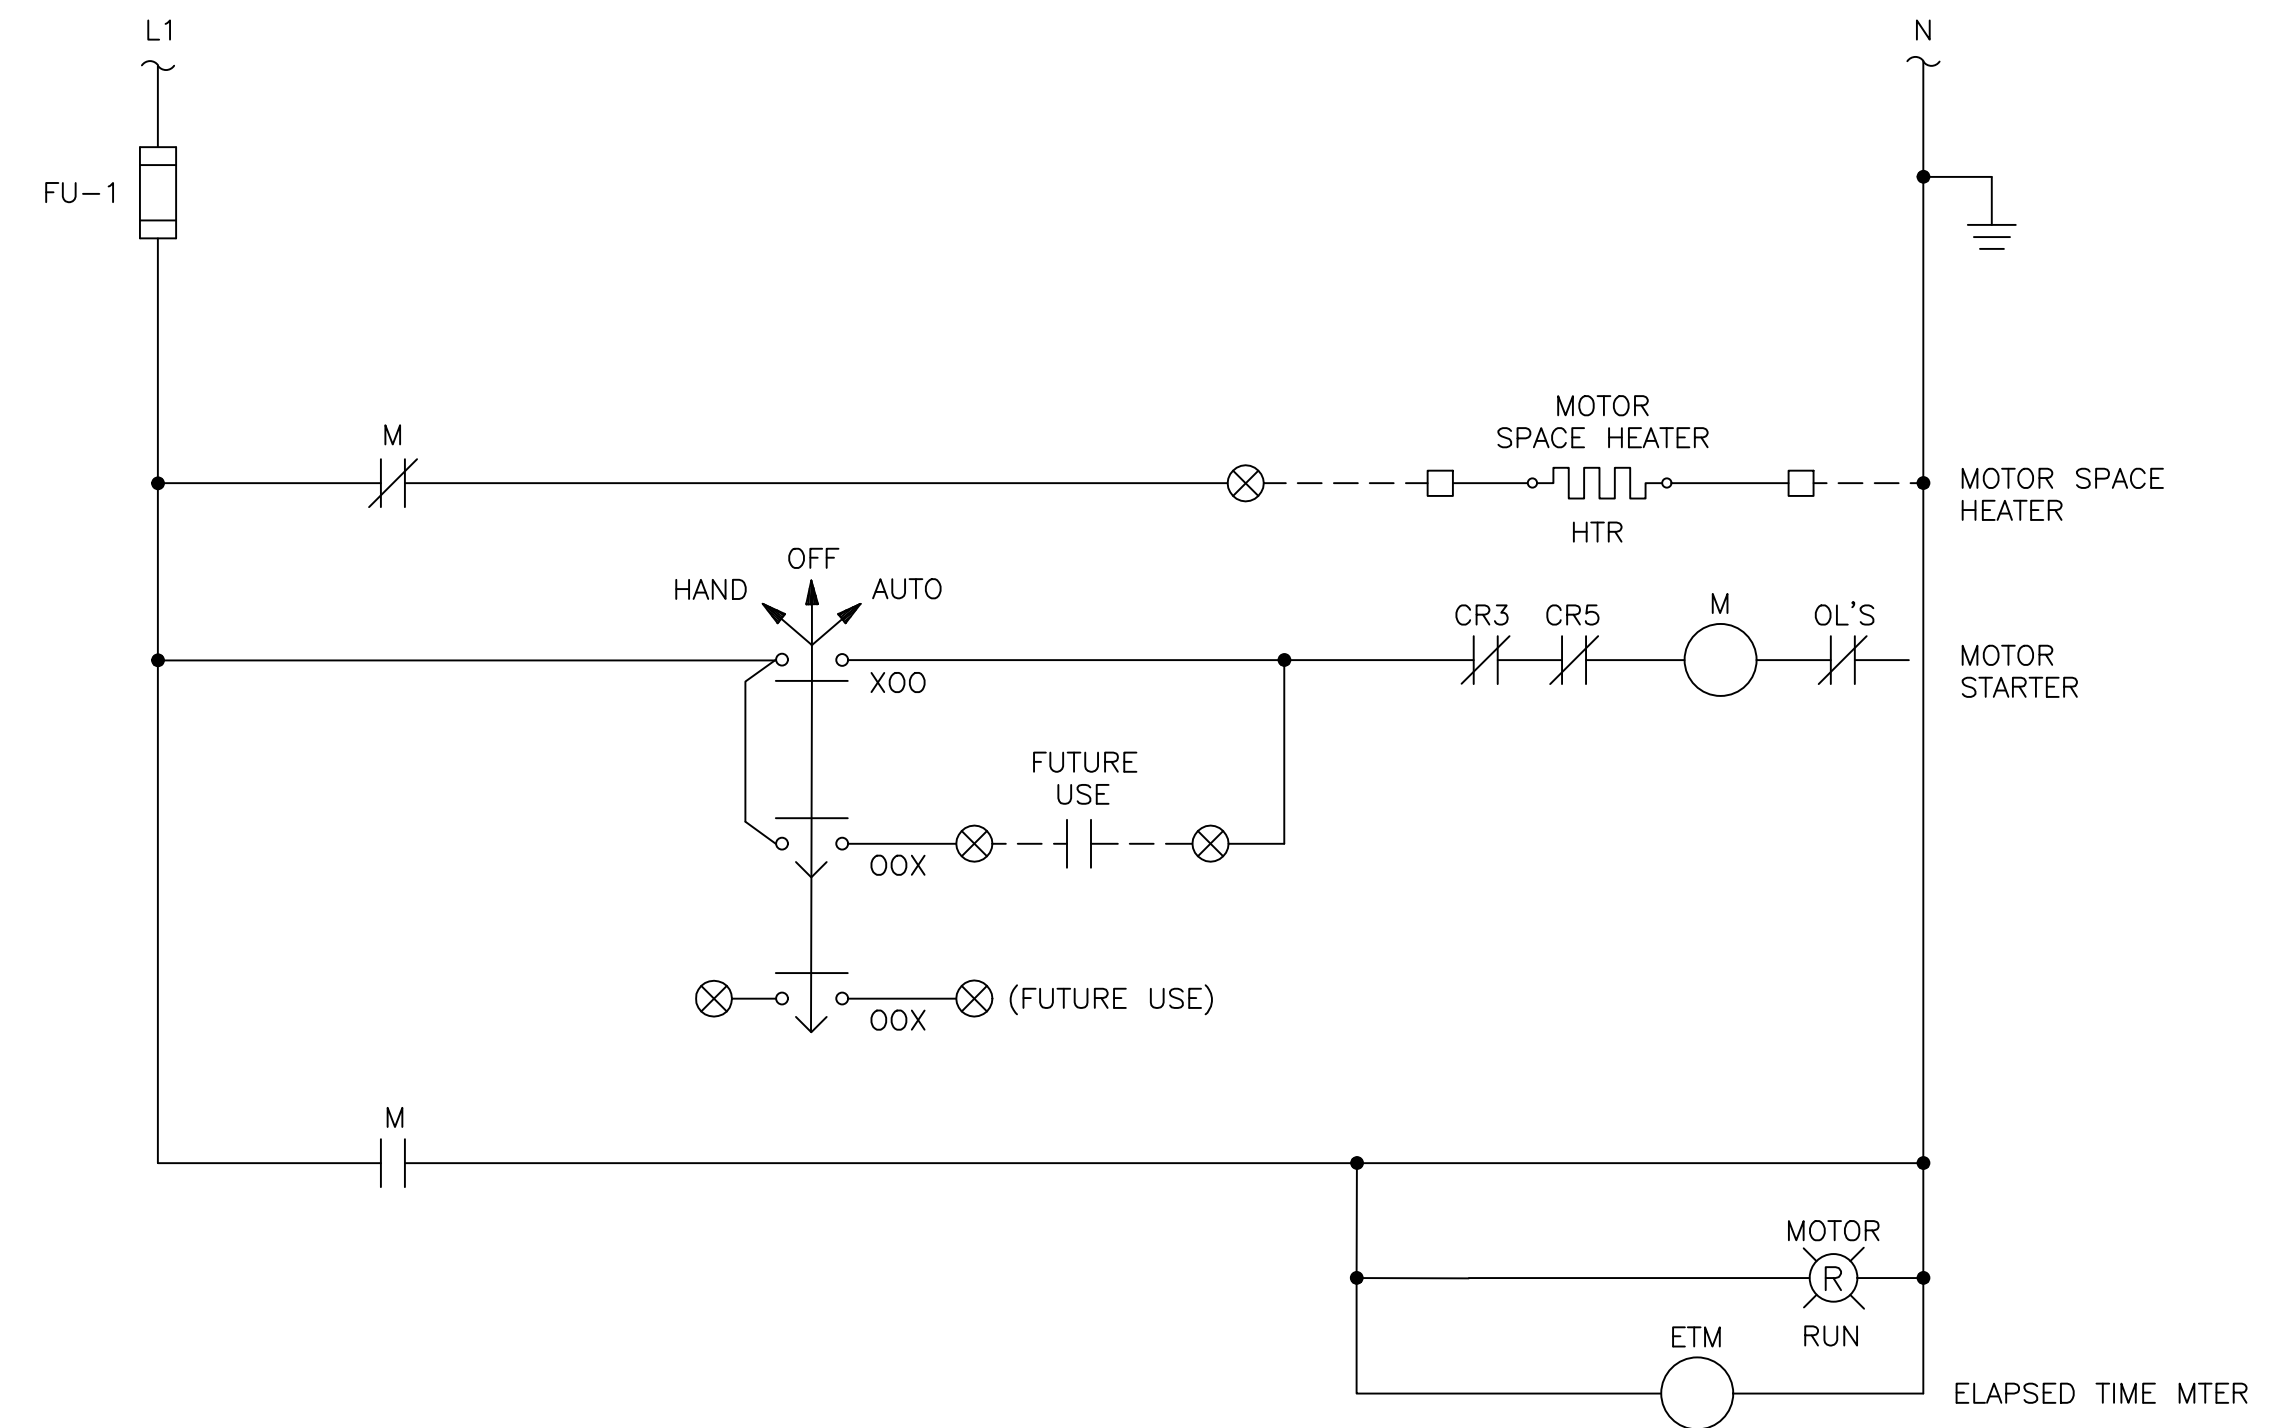 L1
N
FU-1
M
MOTOR
SPACE HEATER
HTR
MOTOR SPACE
HEATER
HAND
OFF
AUTO
XOO
CR3
CR5
M
OL'S
MOTOR
STARTER
FUTURE
USE
OOX
OOX
(FUTURE USE)
M
MOTOR
R
RUN
ETM
ELAPSED TIME MTER